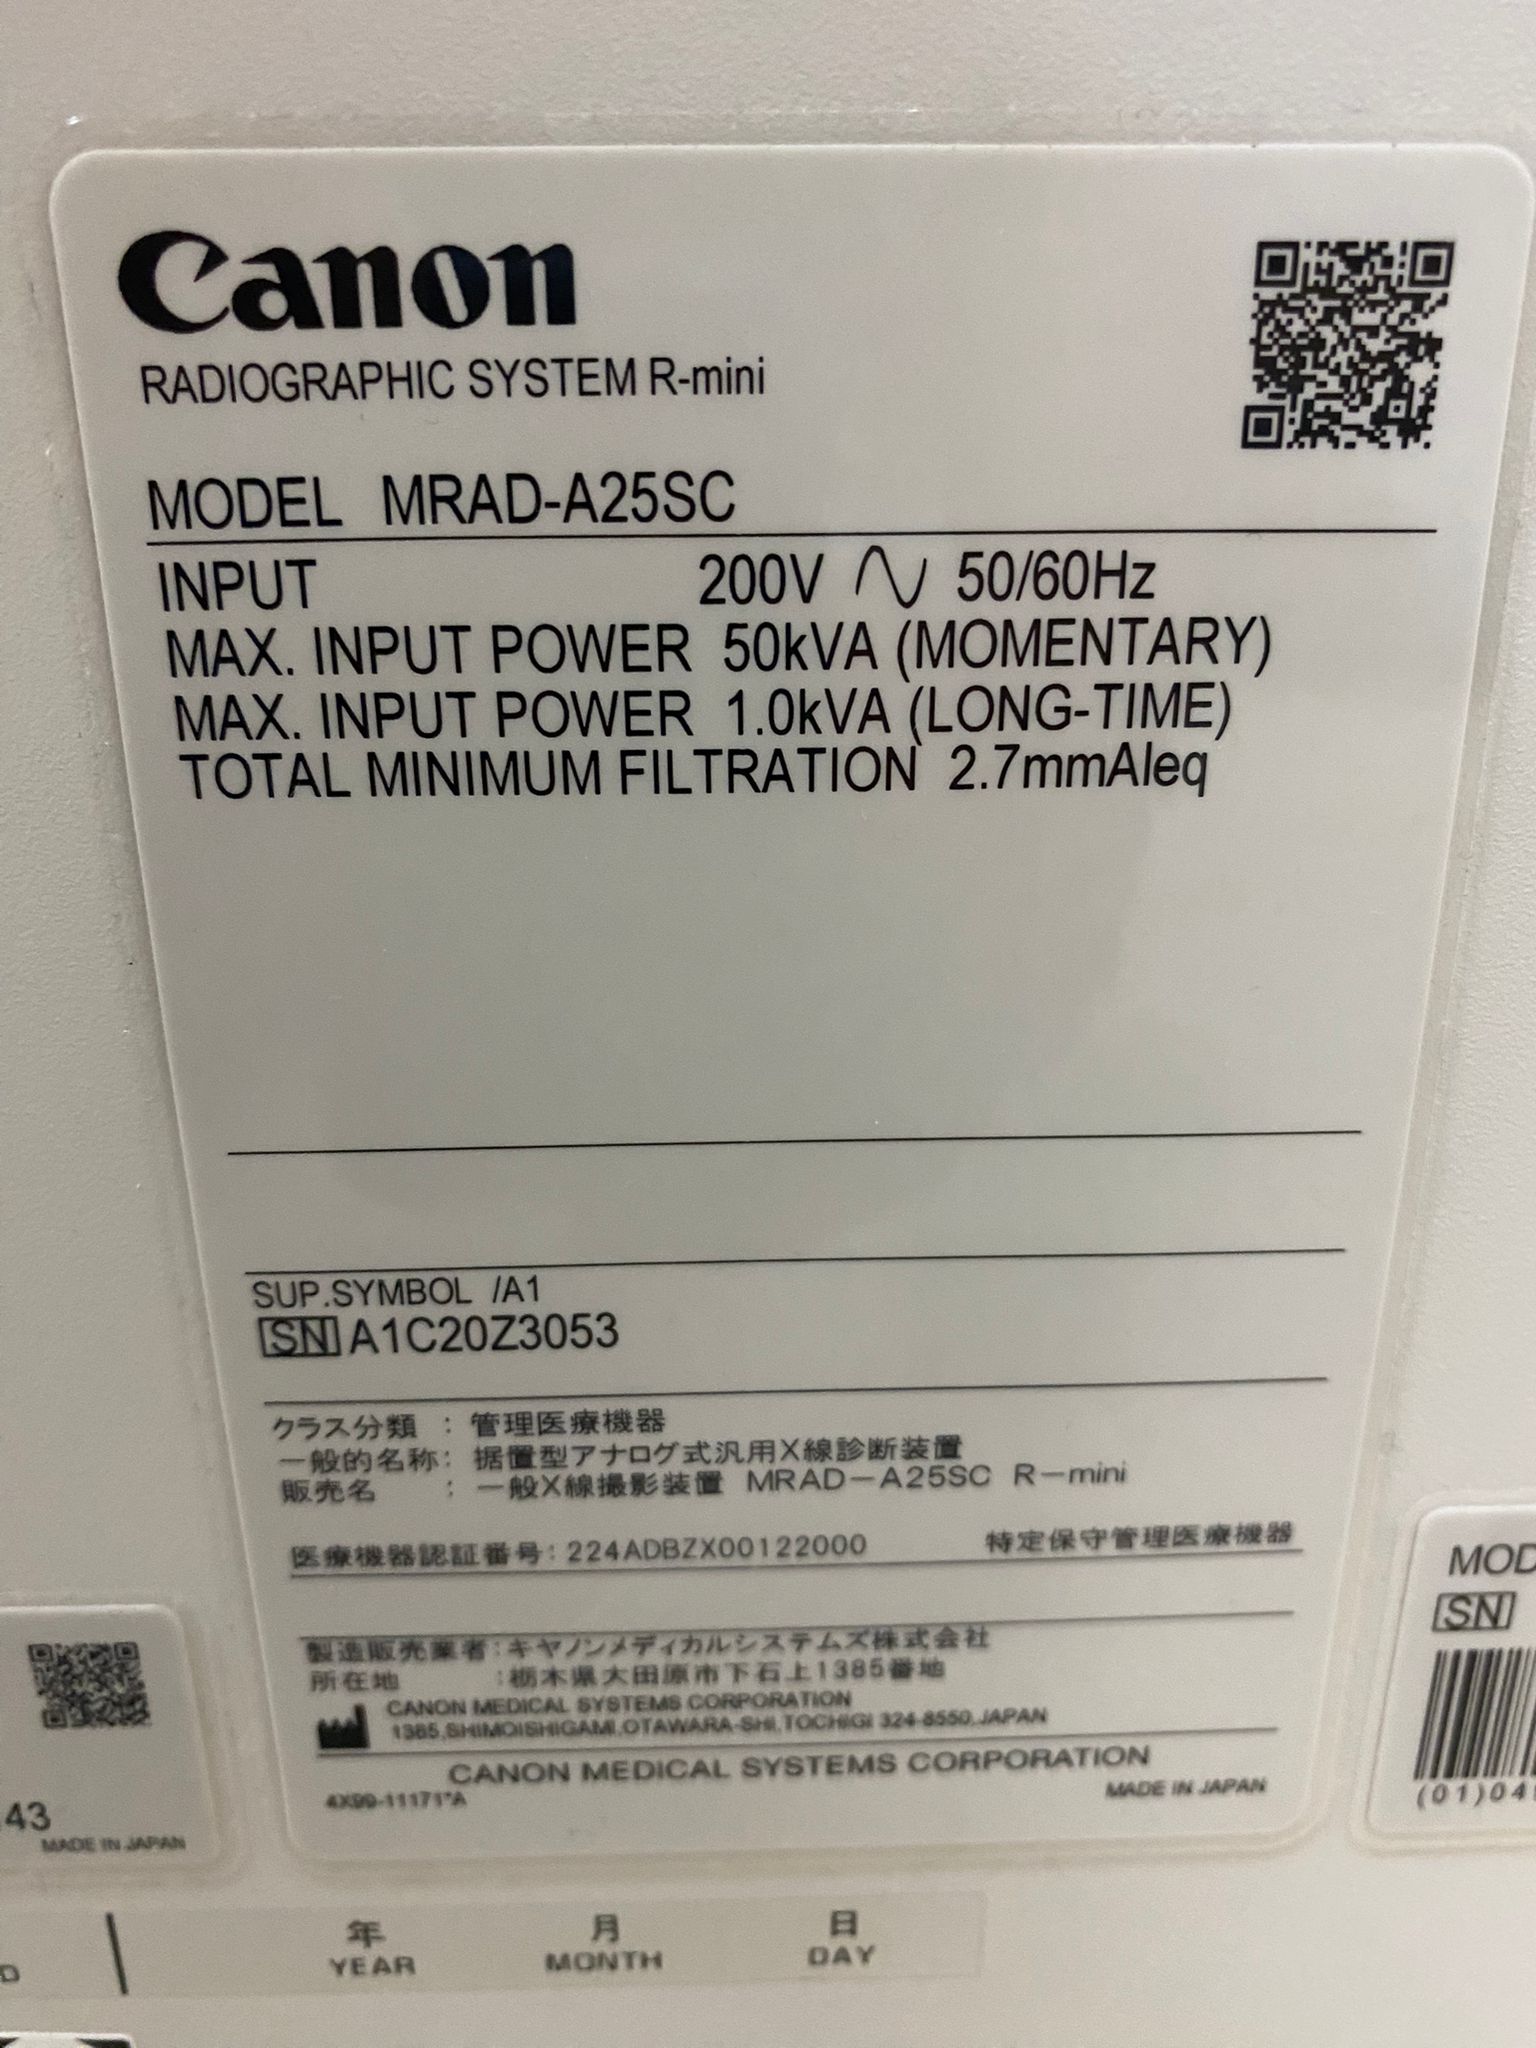 Canon
RADIOGRAPHIC SYSTEM R-mini
MODEL MRAD-A25SC
INPUT 200V 50/60Hz
MAX. INPUT POWER 50kVA (MOMENTARY)
MAX. INPUT POWER 1.0kVA (LONG-TIME)
TOTAL MINIMUM FILTRATION 2.7mmAleq
SUP.SYMBOL /A1
SN A1C20Z3053
クラス分類 : 管理医療機器
一般的名称: 据置型アナログ式汎用X線診断装置
販売名 : 一般X線撮影装置 MRAD-A25SC R-mini
医療機器認証番号: 224ADBZX00122000 特定保守管理医療機器
製造販売業者:キヤノンメディカルシステムズ株式会社
所在地 :栃木県大田原市下石上1385番地
CANON MEDICAL SYSTEMS CORPORATION
1385,SHIMOISHIGAMI,OTAWARA-SHI,TOCHIGI 324-8550,JAPAN
CANON MEDICAL SYSTEMS CORPORATION
4X99-11171*A MADE IN JAPAN
43
MADE IN JAPAN
MOD
SN
(01)04
年 月 日
YEAR MONTH DAY